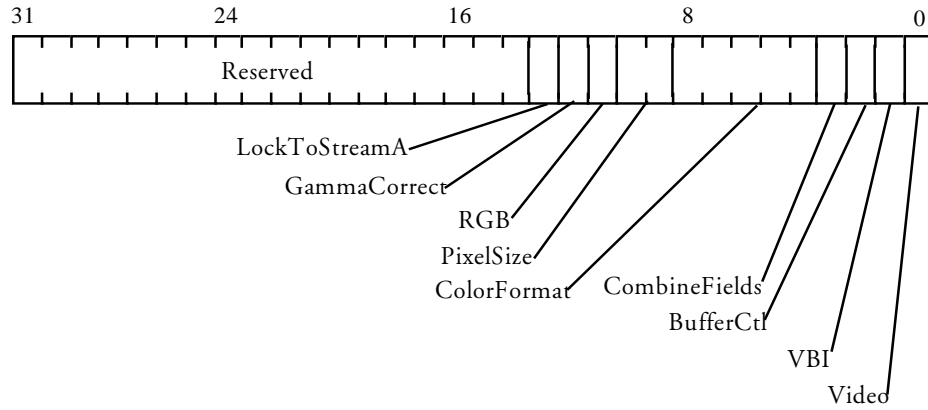 31 24 16 8 0
Reserved
LockToStreamA
GammaCorrect
RGB
PixelSize
ColorFormat
CombineFields
BufferCtl
VBI
Video